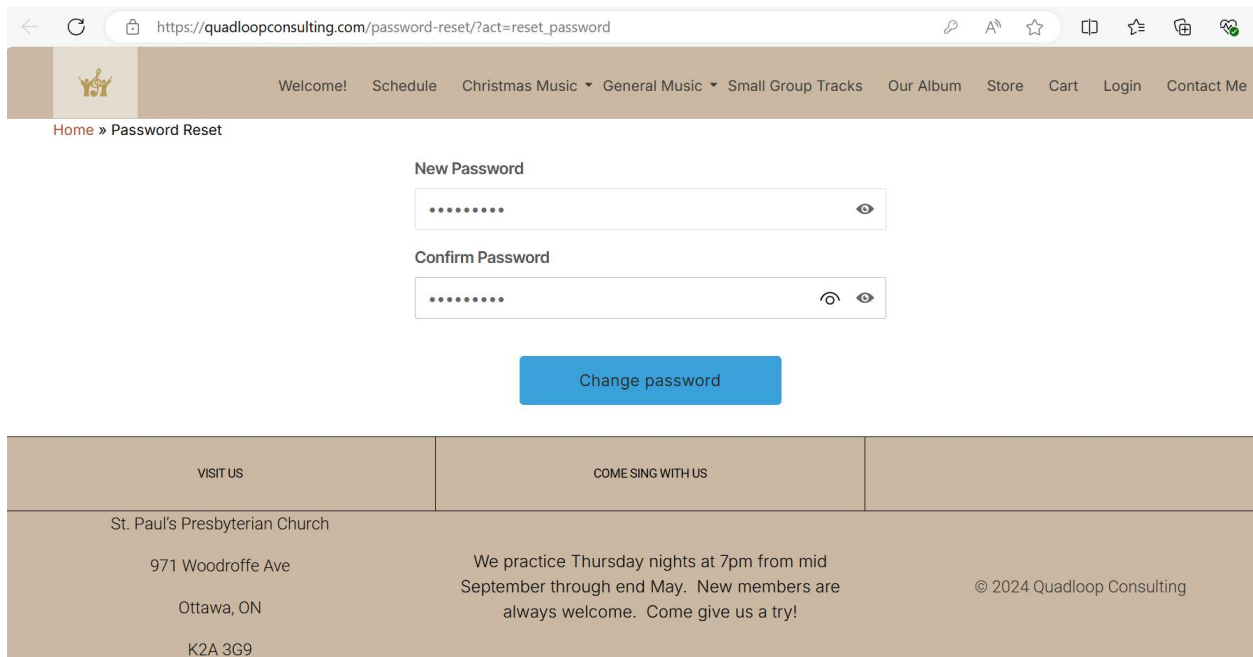 https://quadloopconsulting.com/password-reset/?act=reset_password
Welcome! Schedule Christmas Music General Music Small Group Tracks Our Album Store Cart Login Contact Me
Home » Password Reset
New Password
•••••••••
Confirm Password
•••••••••
Change password
VISIT US
COME SING WITH US
St. Paul's Presbyterian Church
971 Woodroffe Ave
Ottawa, ON
K2A 3G9
We practice Thursday nights at 7pm from mid
September through end May. New members are
always welcome. Come give us a try!
© 2024 Quadloop Consulting